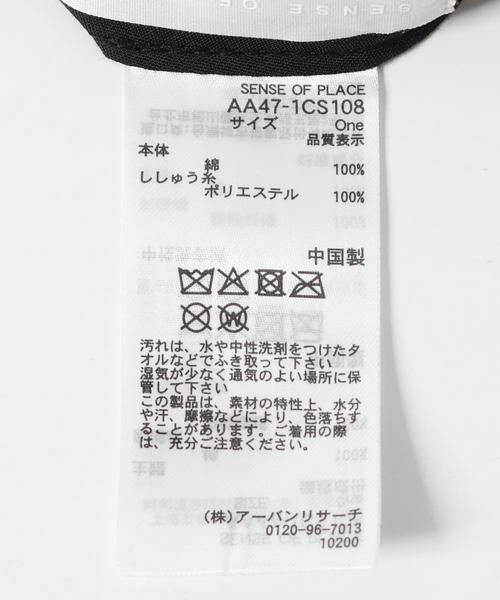 SENSE OF
SENSE OF PLACE
AA47-1CS108
サイズ One
品質表示
本体
綿 100%
ししゅう糸
ポリエステル 100%
中国製
W
汚れは、水や中性洗剤をつけたタ
オルなどでふき取って下さい
湿気が少なく通気のよい場所に保
管して下さい
この製品は、素材の特性上、水分
や汗、摩擦などにより、色落ちす
ることがあります。ご着用の際
は、充分ご注意ください。
(株)アーバンリサーチ
0120-96-7013
10200